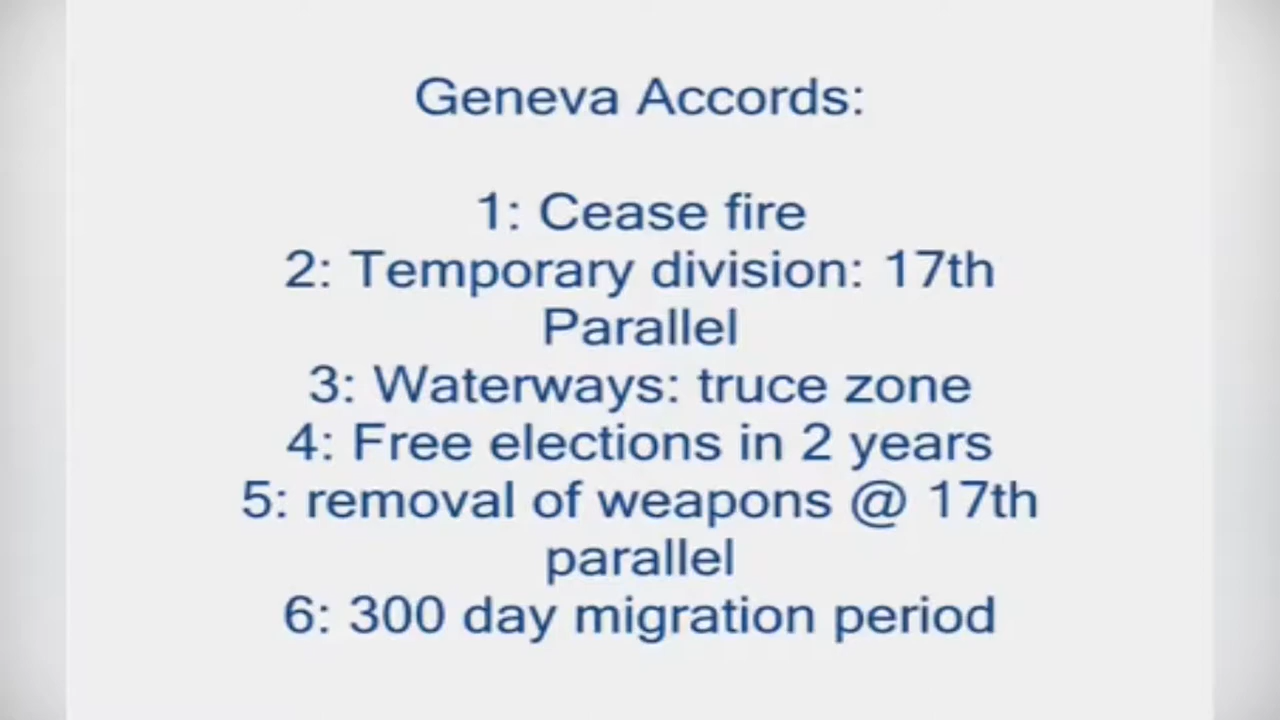 Geneva Accords:
1: Cease fire
2: Temporary division: 17th
Parallel
3: Waterways: truce zone
4: Free elections in 2 years
5: removal of weapons @ 17th
parallel
6: 300 day migration period